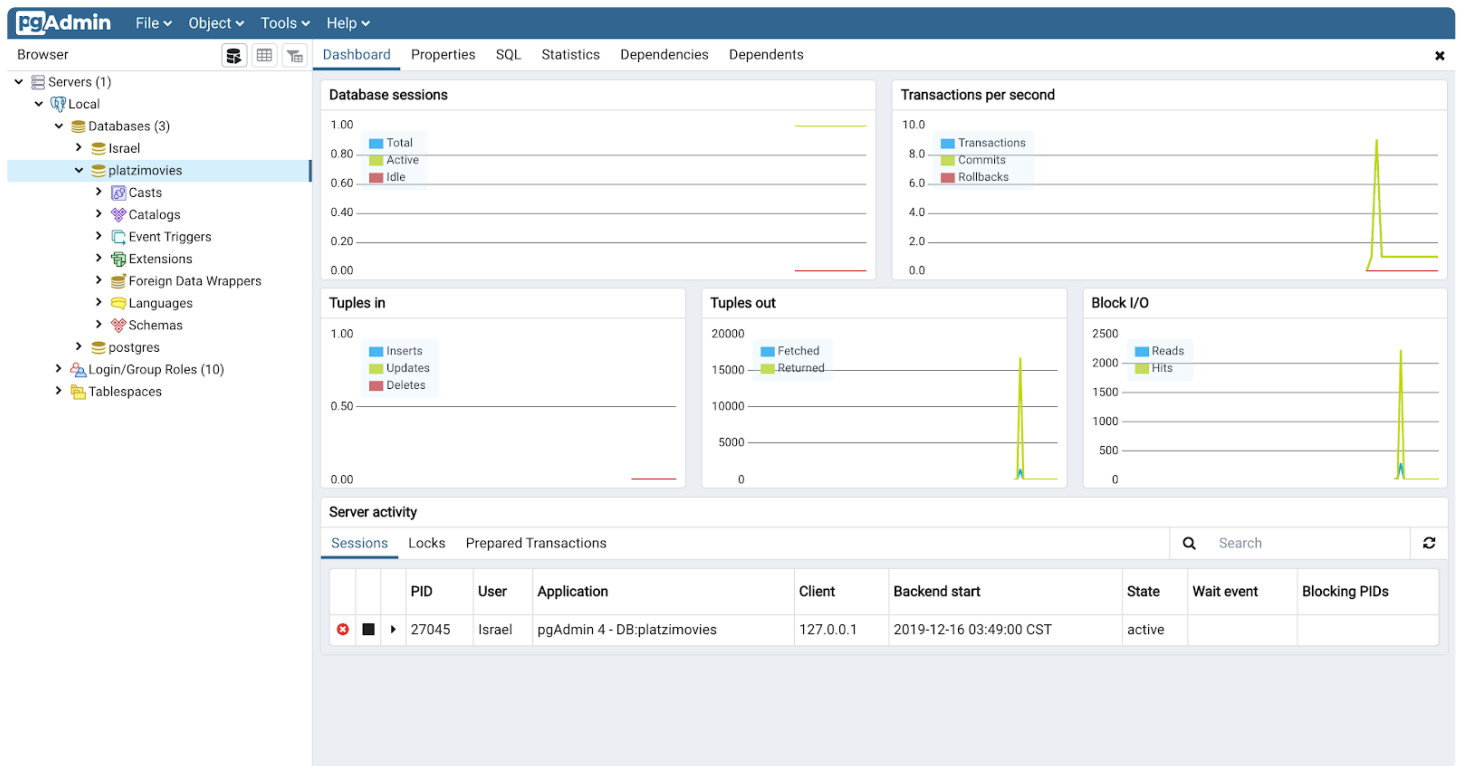 pgAdmin File Object Tools Help
Browser
Dashboard Properties SQL Statistics Dependencies Dependents
Servers (1)
Local
Databases (3)
Israel
platzimovies
Casts
Catalogs
Event Triggers
Extensions
Foreign Data Wrappers
Languages
Schemas
postgres
Login/Group Roles (10)
Tablespaces
Database sessions
1.00
0.80
0.60
0.40
0.20
0.00
Total
Active
Idle
Transactions per second
10.0
8.0
6.0
4.0
2.0
0.0
Transactions
Commits
Rollbacks
Tuples in
1.00
0.50
0.00
Inserts
Updates
Deletes
Tuples out
20000
15000
10000
5000
0
Fetched
Returned
Block I/O
2500
2000
1500
1000
500
0
Reads
Hits
Server activity
Sessions Locks Prepared Transactions Search
PID User Application Client Backend start State Wait event Blocking PIDs
27045 Israel pgAdmin 4 - DB:platzimovies 127.0.0.1 2019-12-16 03:49:00 CST active